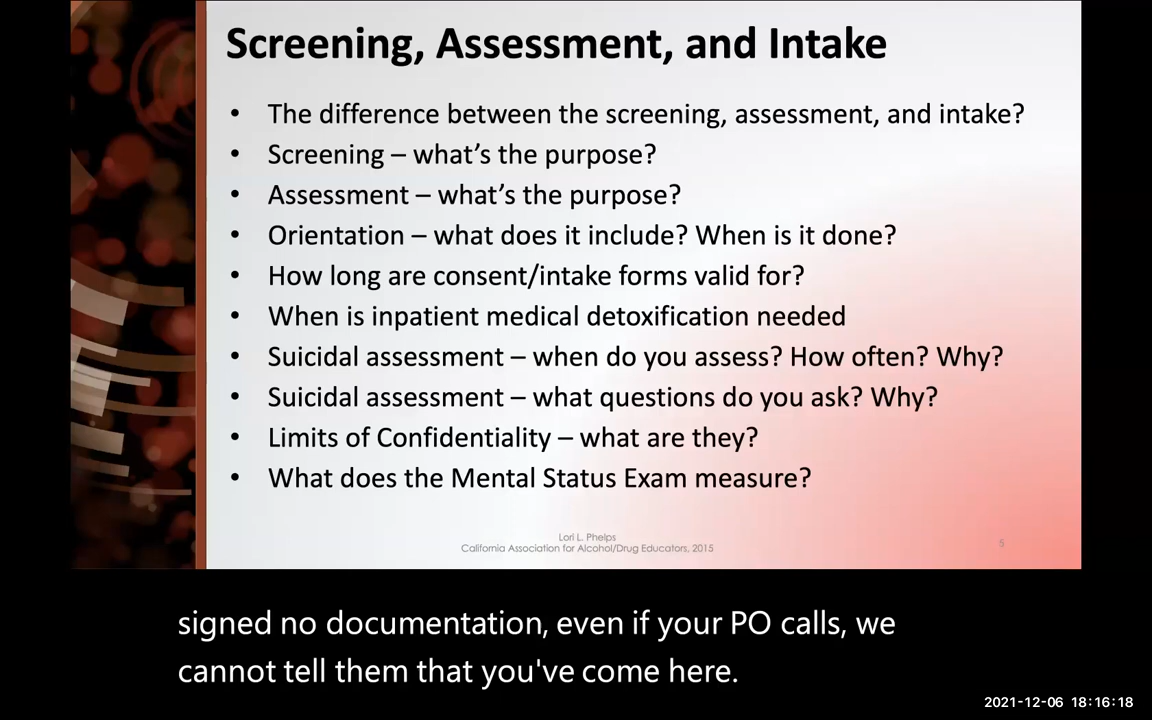 Screening, Assessment, and Intake
• The difference between the screening, assessment, and intake?
• Screening – what's the purpose?
• Assessment – what's the purpose?
• Orientation – what does it include? When is it done?
• How long are consent/intake forms valid for?
• When is inpatient medical detoxification needed
• Suicidal assessment – when do you assess? How often? Why?
• Suicidal assessment – what questions do you ask? Why?
• Limits of Confidentiality – what are they?
• What does the Mental Status Exam measure?
Lori L. Phelps
California Association for Alcohol/Drug Educators, 2015
5
signed no documentation, even if your PO calls, we
cannot tell them that you've come here.
2021-12-06 18:16:18